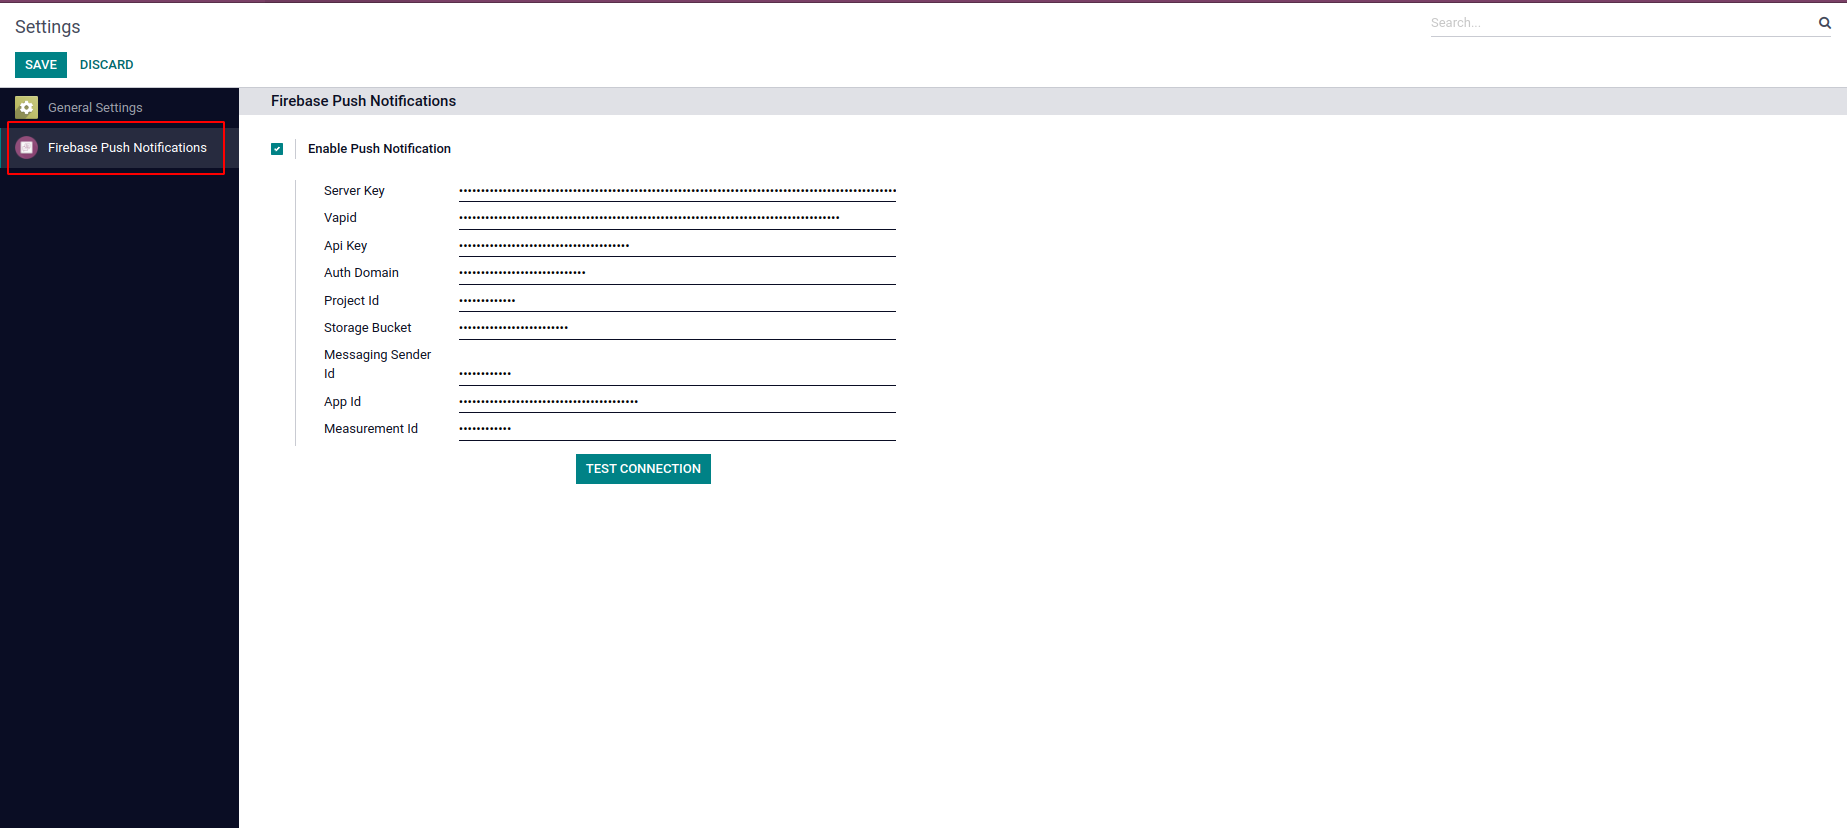 Settings
Search...
SAVE DISCARD
General Settings
Firebase Push Notifications
Firebase Push Notifications
Enable Push Notification
Server Key
Vapid
Api Key
Auth Domain
Project Id
Storage Bucket
Messaging Sender
Id
App Id
Measurement Id
TEST CONNECTION